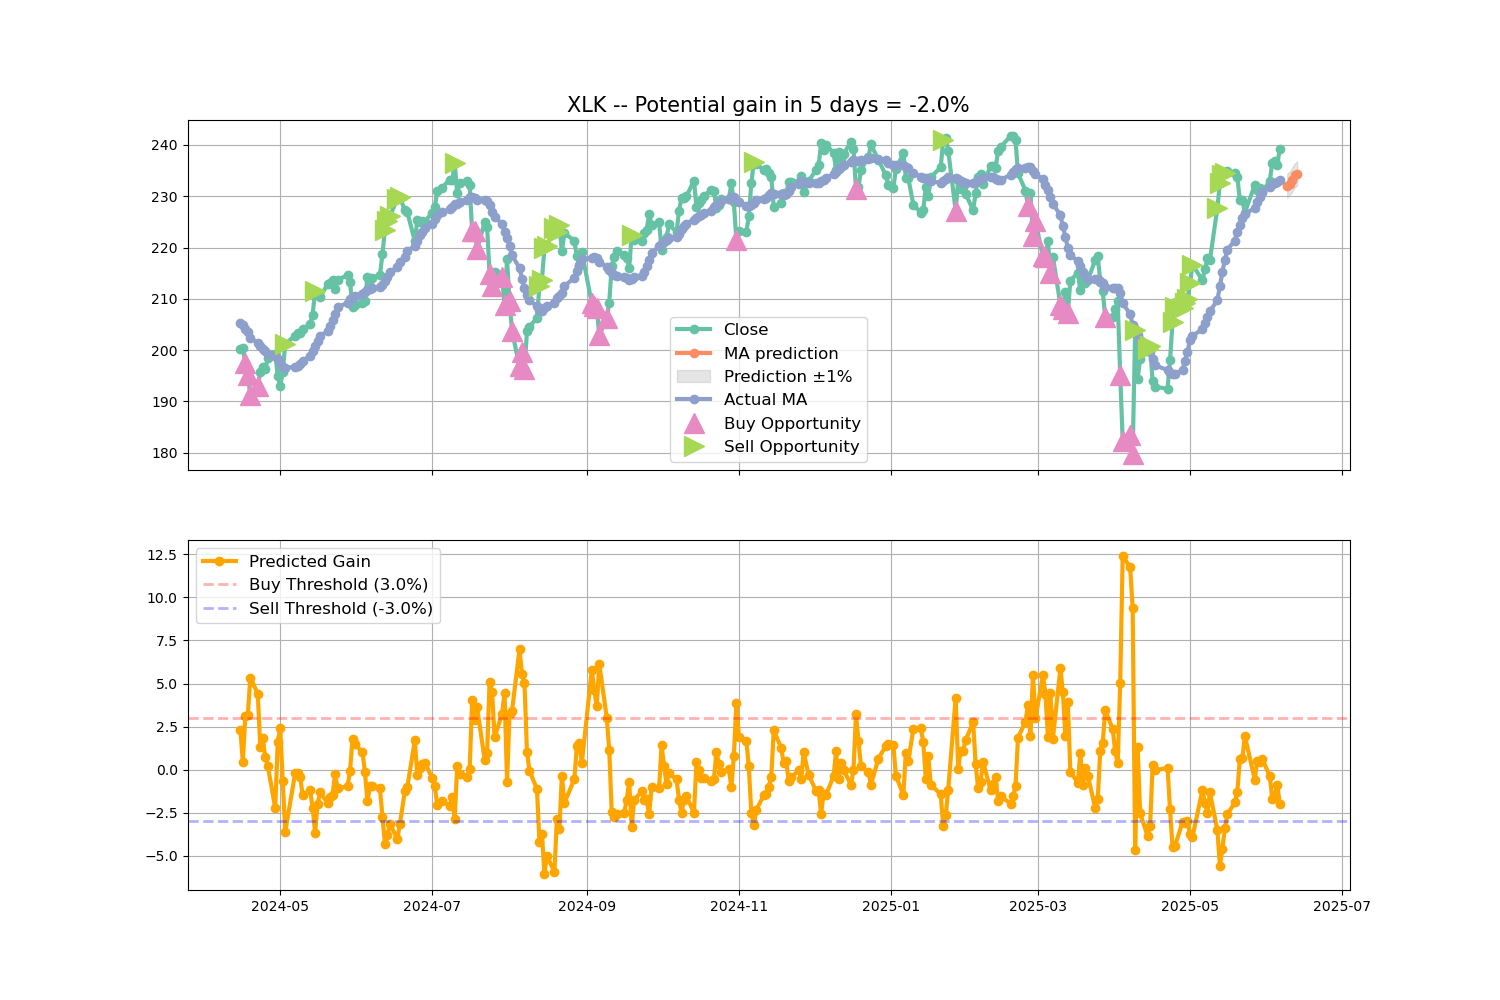 XLK -- Potential gain in 5 days = -2.0%
240
230
220
210
200
190
180
Close
MA prediction
Prediction ±1%
Actual MA
Buy Opportunity
Sell Opportunity
12.5
10.0
7.5
5.0
2.5
0.0
−2.5
−5.0
Predicted Gain
Buy Threshold (3.0%)
Sell Threshold (-3.0%)
2024-05
2024-07
2024-09
2024-11
2025-01
2025-03
2025-05
2025-07